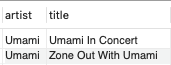 artist title
Umami Umami In Concert
Umami Zone Out With Umami